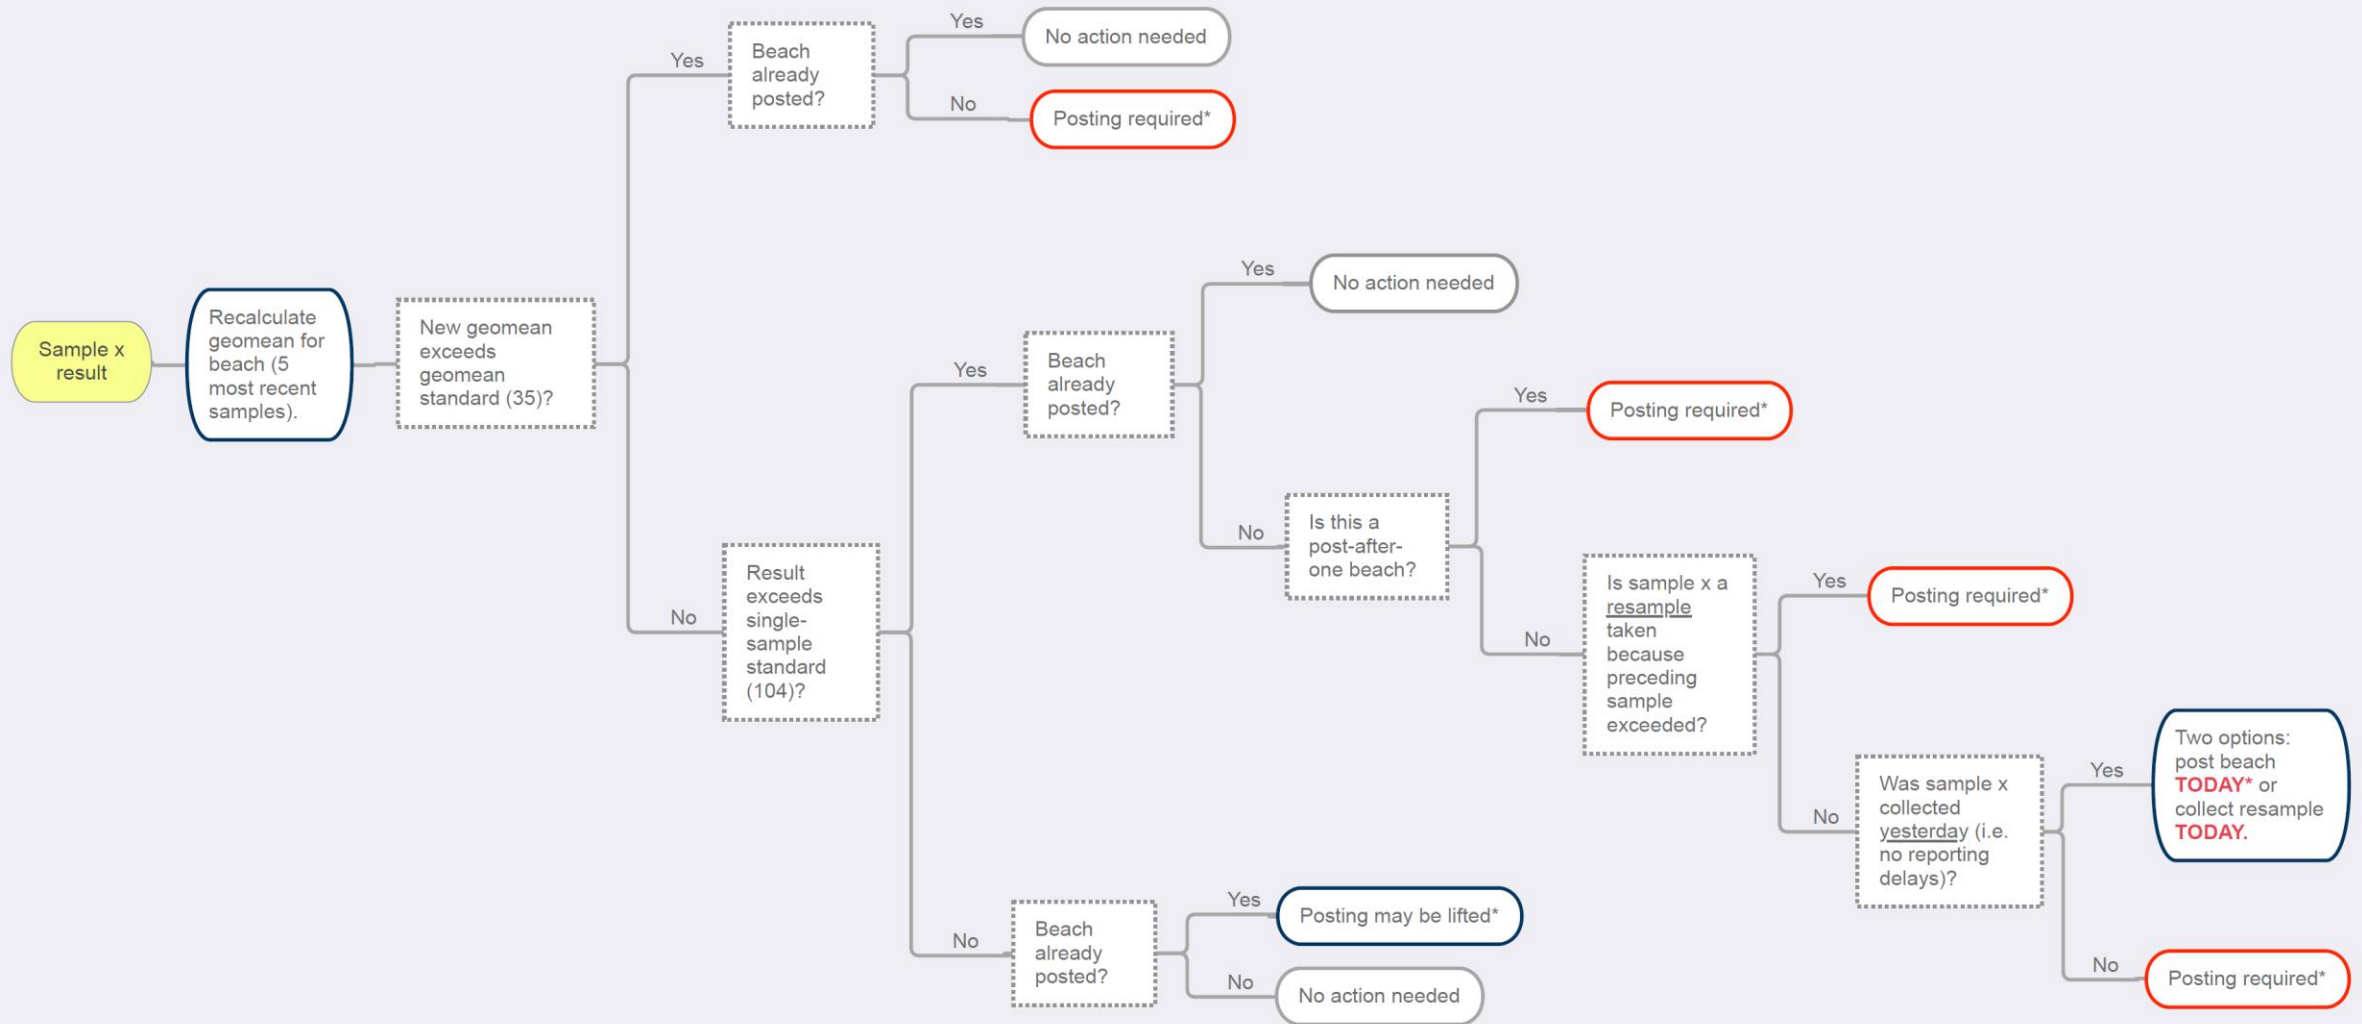 Sample x
result
Recalculate
geomean for
beach (5
most recent
samples).
New geomean
exceeds
geomean
standard (35)?
Yes
Beach
already
posted?
Yes
No action needed
No
Posting required*
No
Result
exceeds
single-
sample
standard
(104)?
Yes
Beach
already
posted?
Yes
No action needed
No
Is this a
post-after-
one beach?
Yes
Posting required*
No
Is sample x a
resample
taken
because
preceding
sample
exceeded?
Yes
Posting required*
No
Was sample x
collected
yesterday (i.e.
no reporting
delays)?
Yes
Two options:
post beach
TODAY* or
collect resample
TODAY.
No
Posting required*
No
Beach
already
posted?
Yes
Posting may be lifted*
No
No action needed